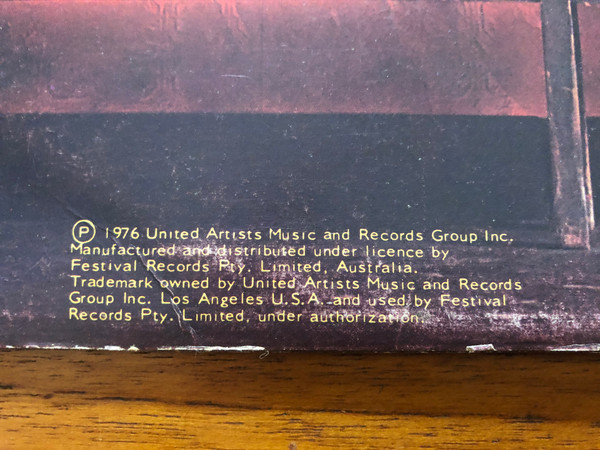 Ⓟ 1976 United Artists Music and Records Group Inc.
Manufactured and distributed under licence by
Festival Records Pty. Limited, Australia.
Trademark owned by United Artists Music and Records
Group Inc. Los Angeles U.S.A. and used by Festival
Records Pty. Limited, under authorization.